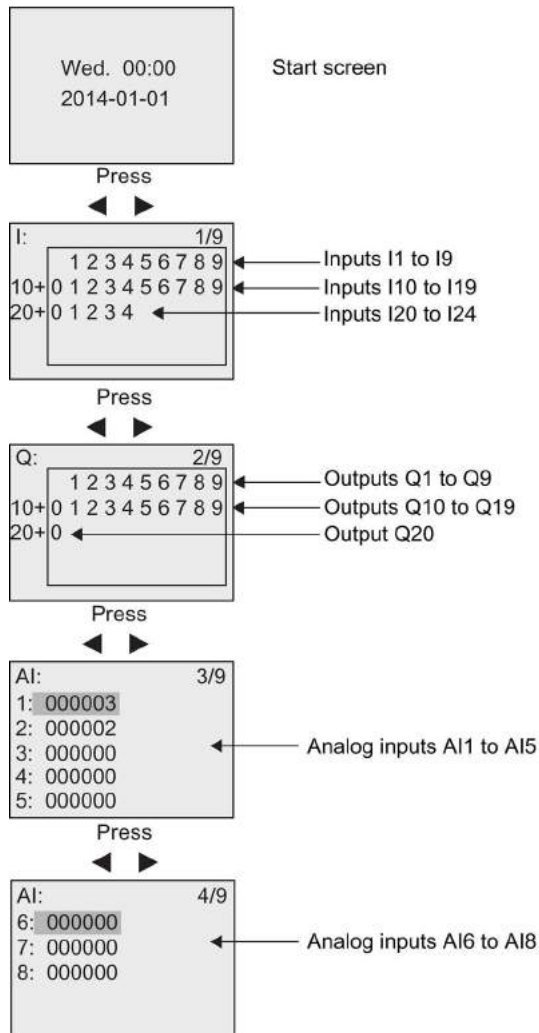 Wed. 00:00
2014-01-01
Start screen
Press
I: 1/9
1 2 3 4 5 6 7 8 9
Inputs I1 to I9
10+ 0 1 2 3 4 5 6 7 8 9
Inputs I10 to I19
20+ 0 1 2 3 4
Inputs I20 to I24
Press
Q: 2/9
1 2 3 4 5 6 7 8 9
Outputs Q1 to Q9
10+ 0 1 2 3 4 5 6 7 8 9
Outputs Q10 to Q19
20+ 0
Output Q20
Press
AI: 3/9
1: 000003
2: 000002
3: 000000
4: 000000
5: 000000
Analog inputs AI1 to AI5
Press
AI: 4/9
6: 000000
7: 000000
8: 000000
Analog inputs AI6 to AI8